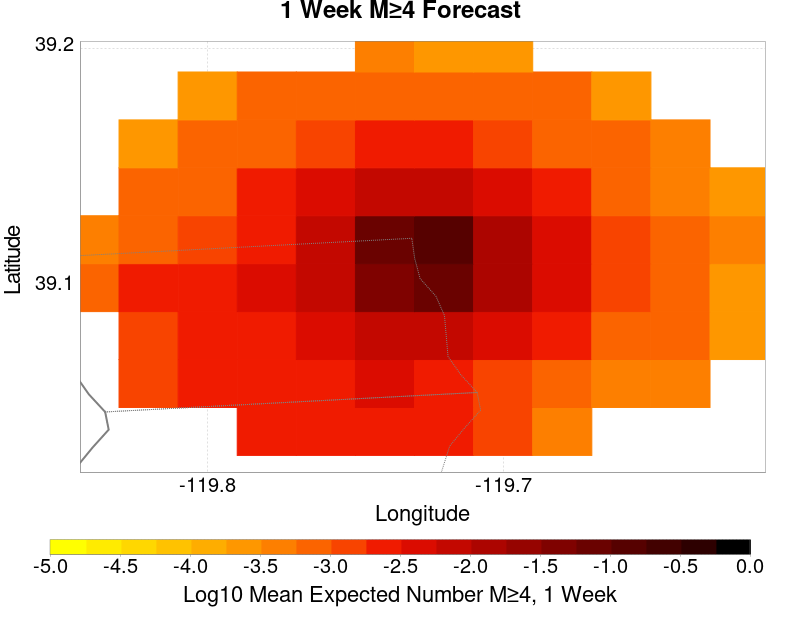 1 Week M≥4 Forecast
39.2
39.1
Latitude
-119.8 -119.7
Longitude
-5.0 -4.5 -4.0 -3.5 -3.0 -2.5 -2.0 -1.5 -1.0 -0.5 0.0
Log10 Mean Expected Number M≥4, 1 Week